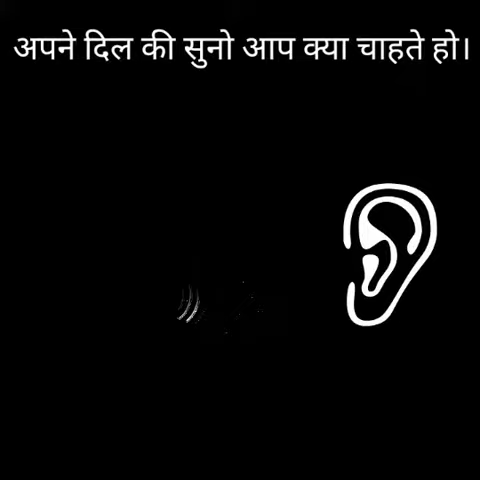 अपने दिल की सुनो आप क्या चाहते हो।